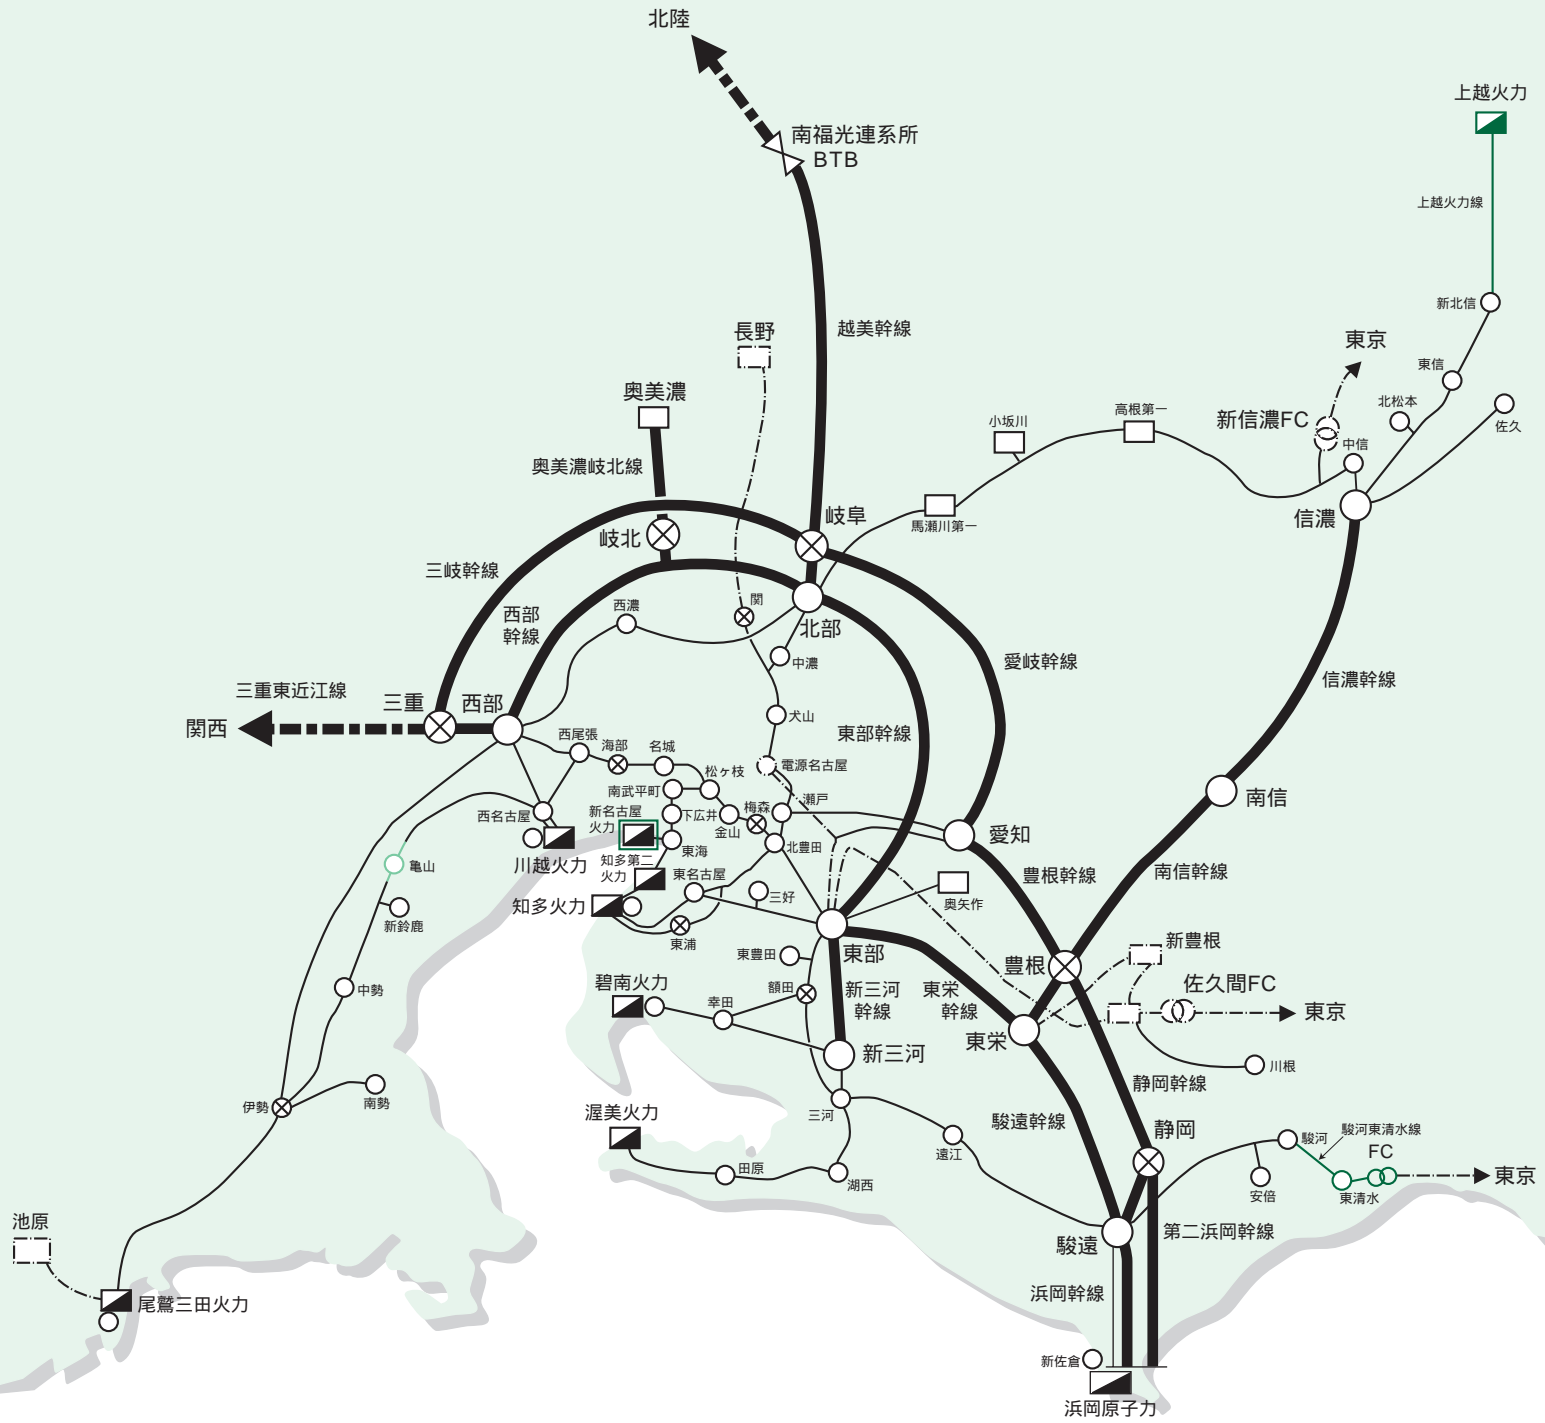 北陸
南福光連系所
BTB
上越火力
上越火力線
新北信
越美幹線
長野
東京
東信
奥美濃
北松本
佐久
小坂川
高根第一
新信濃FC
中信
奥美濃岐北線
馬瀬川第一
信濃
岐阜
岐北
三岐幹線
関
西濃
西部
幹線
北部
中濃
愛岐幹線
信濃幹線
三重東近江線
三重
西部
関西
犬山
東部幹線
西尾張
海部
名城
電源名古屋
松ヶ枝
南武平町
南信
西名古屋
新名古屋
火力
下広井
金山
梅森
瀬戸
愛知
川越火力
東海
北豊田
亀山
知多第二
火力
東名古屋
豊根幹線
南信幹線
三好
奥矢作
知多火力
新鈴鹿
東浦
東部
東豊田
新豊根
豊根
佐久間FC
碧南火力
額田
新三河
幹線
東栄
幹線
中勢
幸田
東京
東栄
新三河
川根
静岡幹線
伊勢
南勢
渥美火力
三河
駿遠幹線
静岡
駿河
駿河東清水線
FC
遠江
田原
湖西
安倍
東清水
東京
池原
駿遠
第二浜岡幹線
尾鷲三田火力
浜岡幹線
新佐倉
浜岡原子力